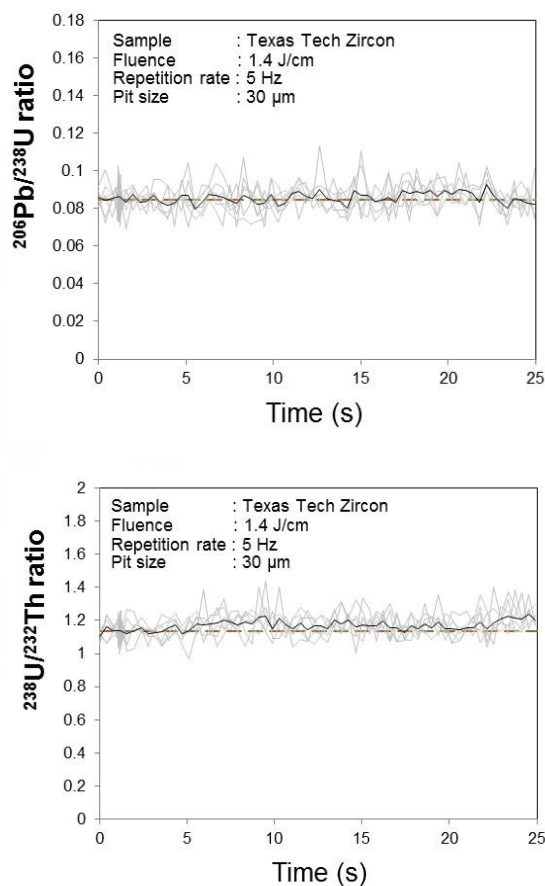 0.18
0.16
0.14
0.12
0.1
0.08
0.06
0.04
0.02
0
²⁰⁶Pb/²³⁸U ratio
Sample : Texas Tech Zircon
Fluence : 1.4 J/cm
Repetition rate : 5 Hz
Pit size : 30 µm
0 5 10 15 20 25
Time (s)
2
1.8
1.6
1.4
1.2
1
0.8
0.6
0.4
0.2
0
²³⁸U/²³²Th ratio
Sample : Texas Tech Zircon
Fluence : 1.4 J/cm
Repetition rate : 5 Hz
Pit size : 30 µm
0 5 10 15 20 25
Time (s)